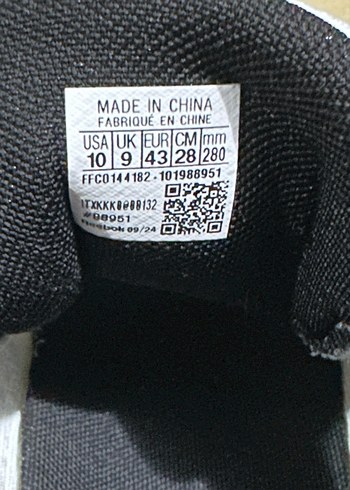 MADE IN CHINA
FABRIQUÉ EN CHINE
USA UK EUR CM mm
10 9 43 28 280
FFC0144182-101988951
#98951
Reebok 09/24